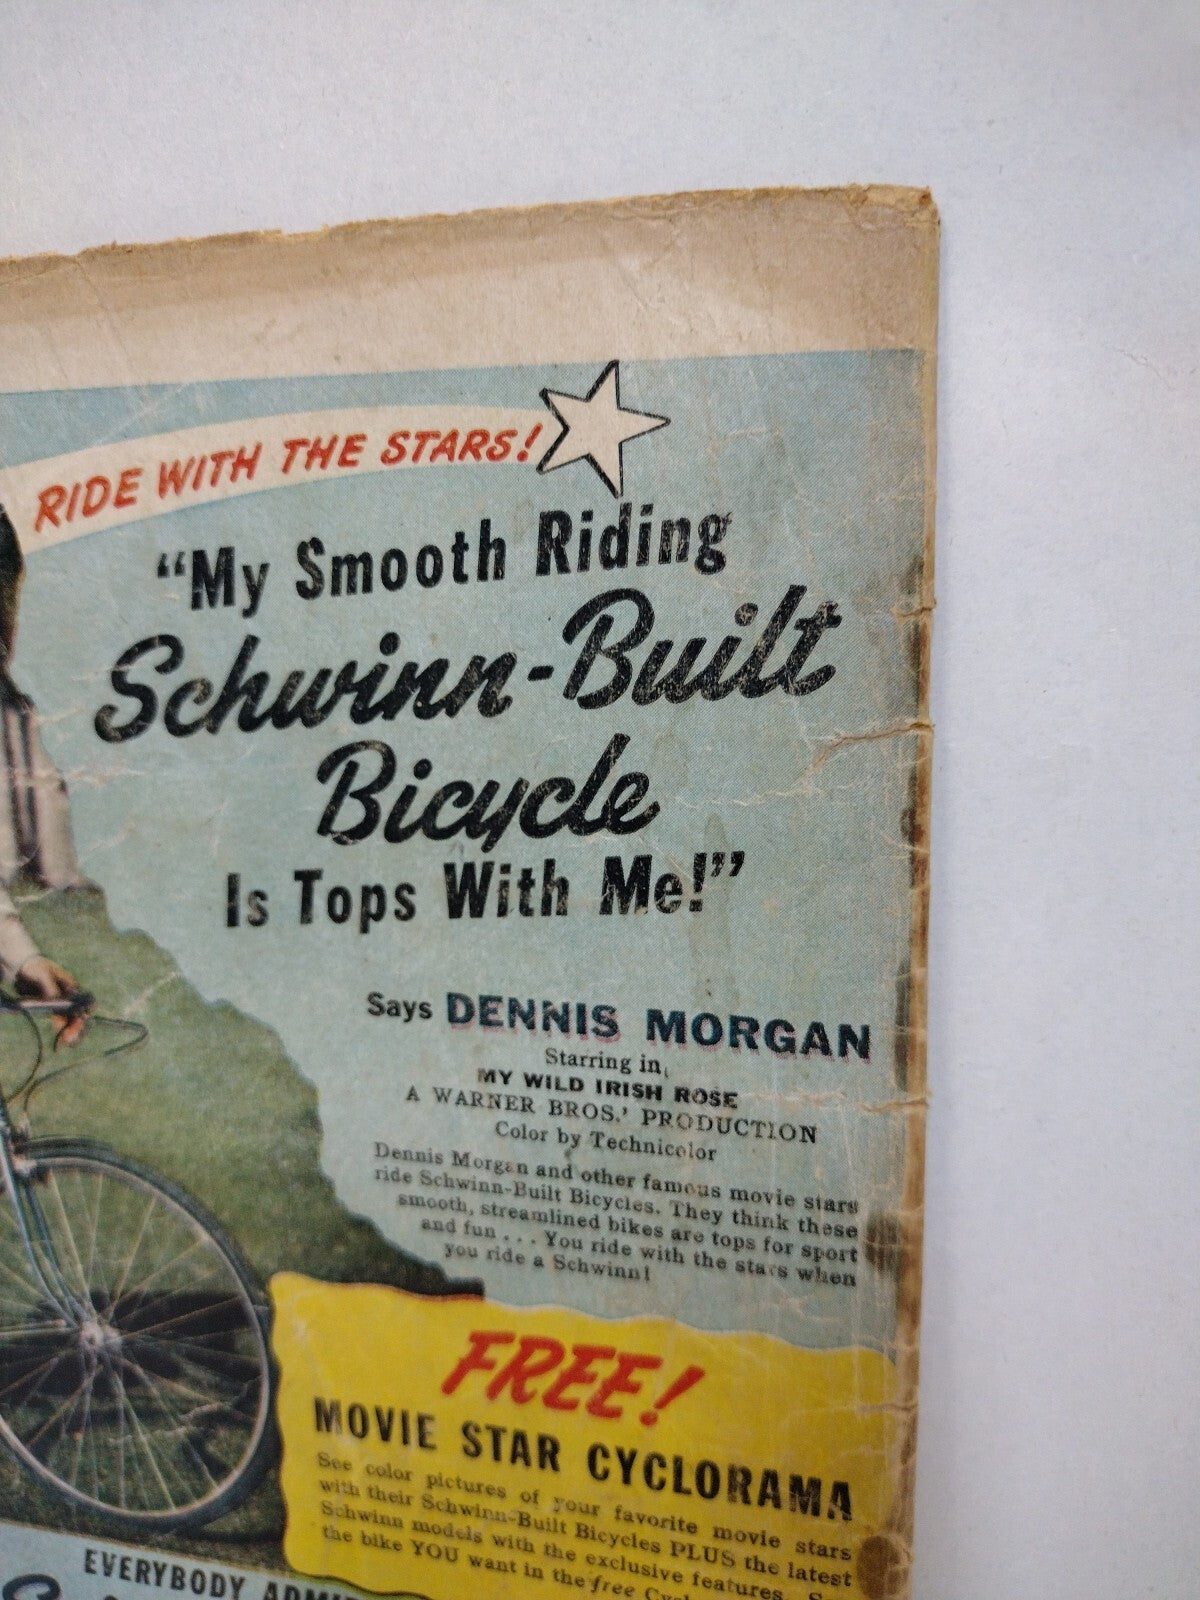 RIDE WITH THE STARS!
“My Smooth Riding
Schwinn-Built
Bicycle
Is Tops With Me!”
Says DENNIS MORGAN
Starring in
MY WILD IRISH ROSE
A WARNER BROS.' PRODUCTION
Color by Technicolor
Dennis Morgan and other famous movie stars
ride Schwinn-Built Bicycles. They think these
smooth, streamlined bikes are tops for sport
and fun . . . You ride with the stars when
you ride a Schwinn!
FREE!
MOVIE STAR CYCLORAMA
See color pictures of your favorite movie stars
with their Schwinn-Built Bicycles PLUS the latest
Schwinn models with the exclusive features.
the bike YOU want in the free
EVERYBODY